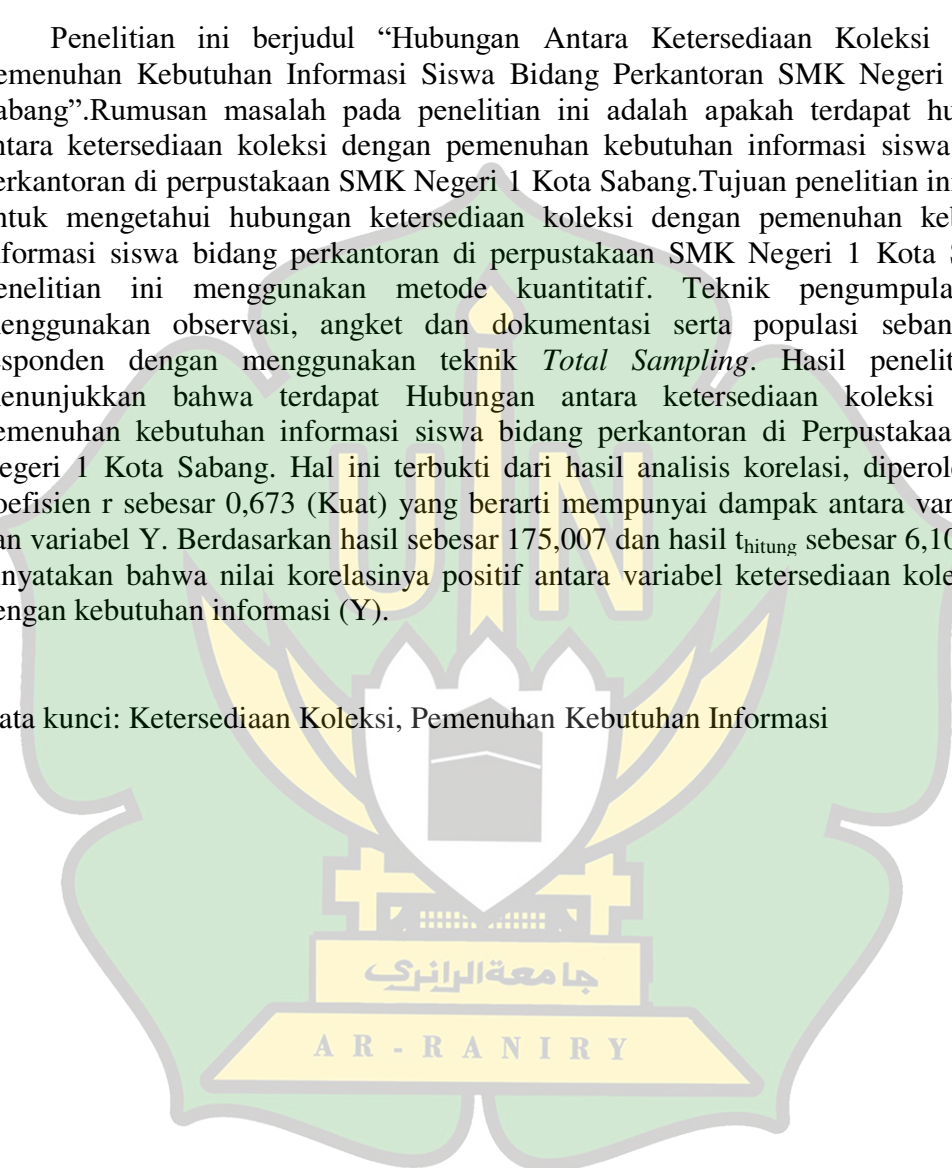 Penelitian ini berjudul “Hubungan Antara Ketersediaan Koleksi
emenuhan Kebutuhan Informasi Siswa Bidang Perkantoran SMK Negeri
abang”.Rumusan masalah pada penelitian ini adalah apakah terdapat hu
ntara ketersediaan koleksi dengan pemenuhan kebutuhan informasi siswa
erkantoran di perpustakaan SMK Negeri 1 Kota Sabang.Tujuan penelitian ini
ntuk mengetahui hubungan ketersediaan koleksi dengan pemenuhan keb
nformasi siswa bidang perkantoran di perpustakaan SMK Negeri 1 Kota S
enelitian ini menggunakan metode kuantitatif. Teknik pengumpula
enggunakan observasi, angket dan dokumentasi serta populasi seban
sponden dengan menggunakan teknik Total Sampling. Hasil penelit
enunjukkan bahwa terdapat Hubungan antara ketersediaan koleksi
emenuhan kebutuhan informasi siswa bidang perkantoran di Perpustakaa
egeri 1 Kota Sabang. Hal ini terbukti dari hasil analisis korelasi, diperol
oefisien r sebesar 0,673 (Kuat) yang berarti mempunyai dampak antara var
an variabel Y. Berdasarkan hasil sebesar 175,007 dan hasil thitung sebesar 6,10
nyatakan bahwa nilai korelasinya positif antara variabel ketersediaan kole
engan kebutuhan informasi (Y).
ata kunci: Ketersediaan Koleksi, Pemenuhan Kebutuhan Informasi
UIN
جامعة الرانري
AR-RANIRY